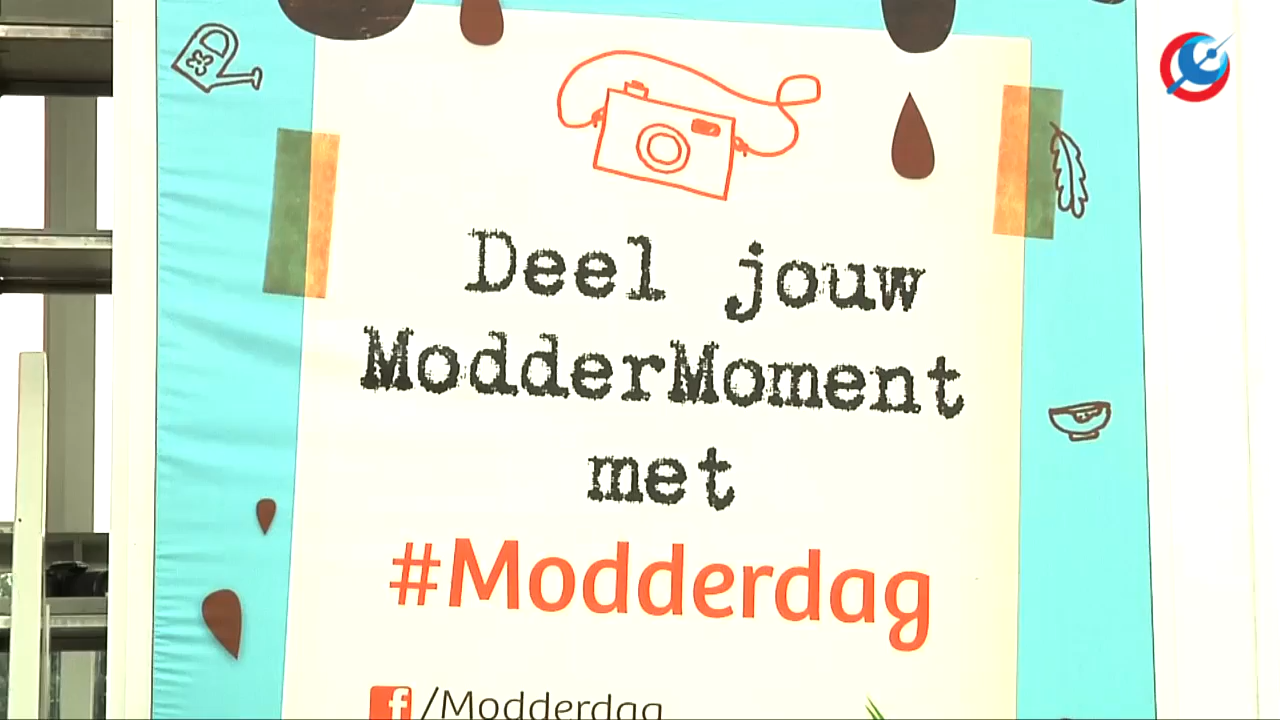 Deel jouw
ModderMoment
met
#Modderdag
f /Modderdag